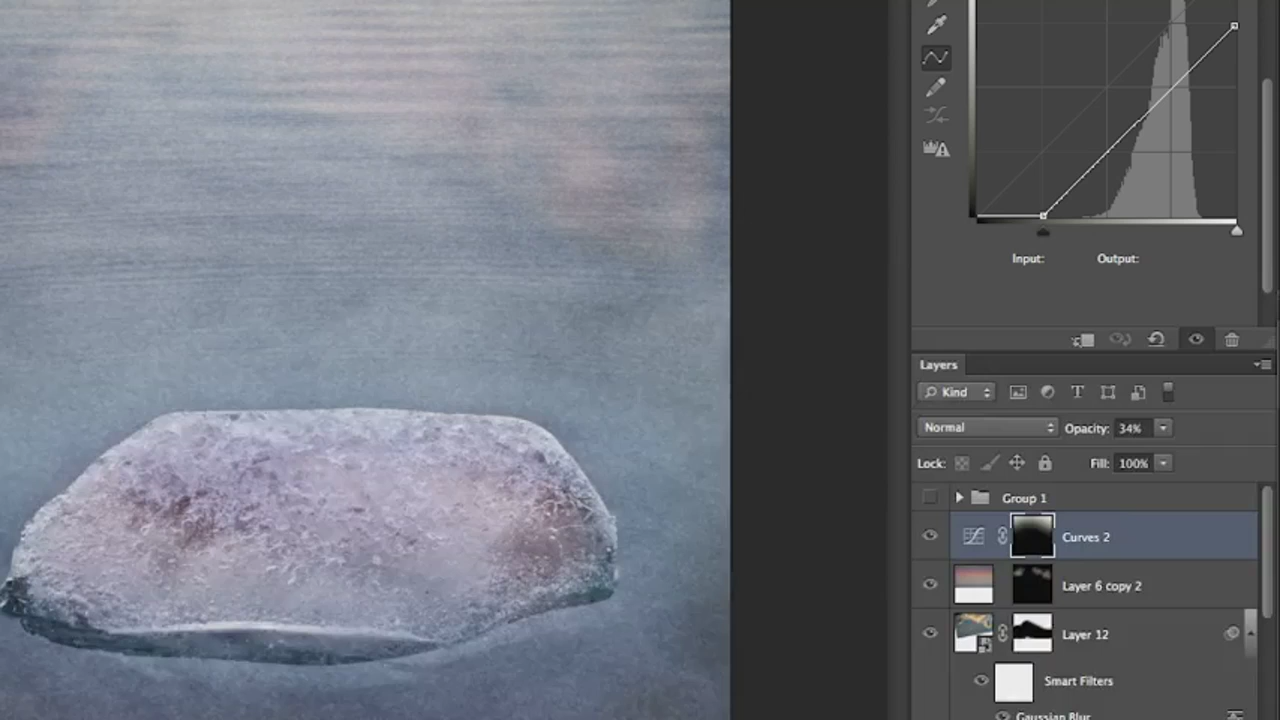 Input: Output:
Layers
Kind
Normal Opacity: 34%
Lock: Fill: 100%
Group 1
Curves 2
Layer 6 copy 2
Layer 12
Smart Filters
Gaussian Blur